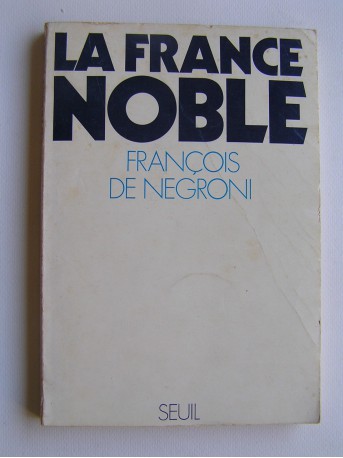 LA FRANCE
NOBLE
FRANÇOIS
DE NEGRONI
SEUIL